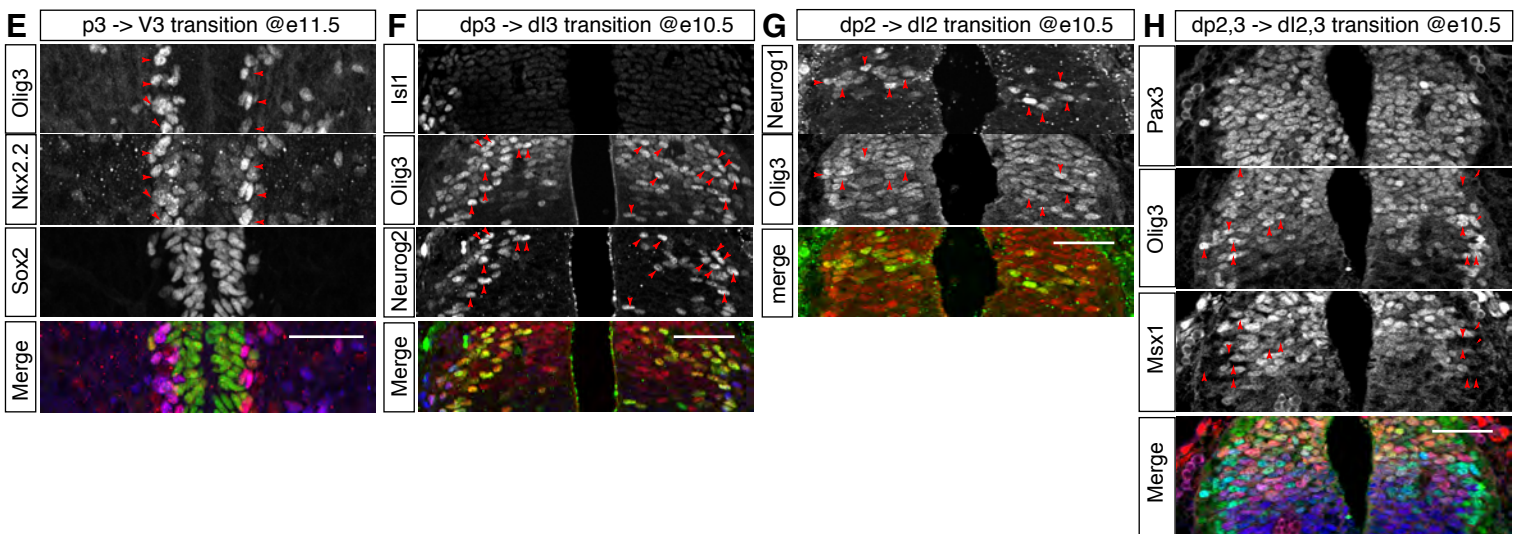 E
p3 -> V3 transition @e11.5
Olig3
Nkx2.2
Sox2
Merge
F
dp3 -> dI3 transition @e10.5
Isl1
Olig3
Neurog2
Merge
G
dp2 -> dI2 transition @e10.5
Neurog1
Olig3
merge
H
dp2,3 -> dI2,3 transition @e10.5
Pax3
Olig3
Msx1
Merge